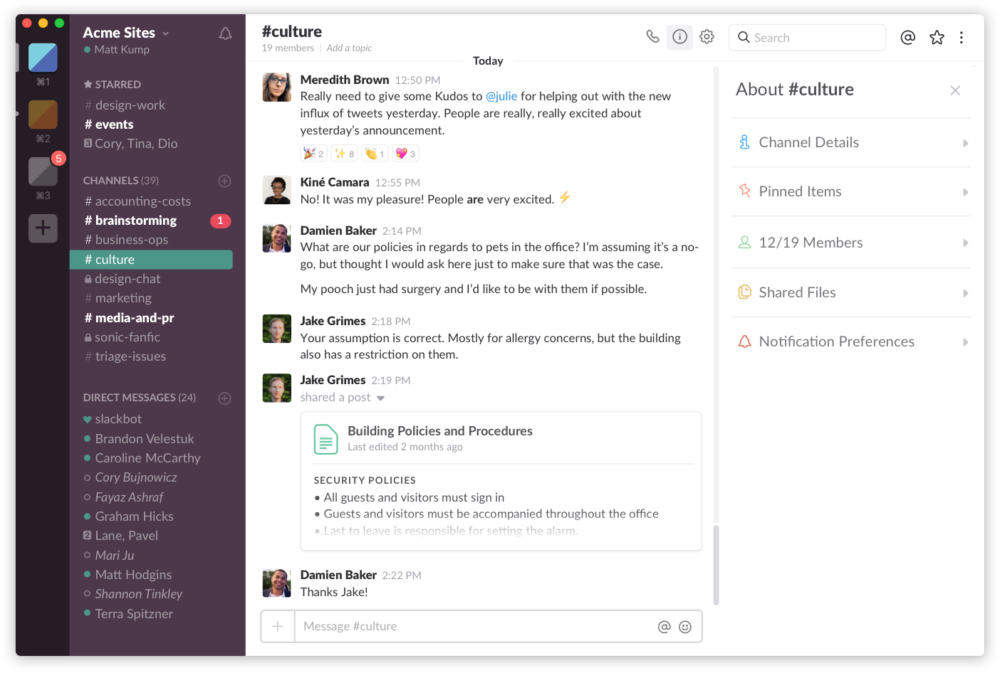 Acme Sites
Matt Kump
⌘1
⌘2
5
⌘3
STARRED
# design-work
# events
3 Cory, Tina, Dio
CHANNELS (39)
# accounting-costs
# brainstorming 1
# business-ops
# culture
design-chat
# marketing
# media-and-pr
sonic-fanfic
# triage-issues
DIRECT MESSAGES (24)
slackbot
Brandon Velestuk
Caroline McCarthy
Cory Bujnowicz
Fayaz Ashraf
Graham Hicks
2 Lane, Pavel
Mari Ju
Matt Hodgins
Shannon Tinkley
Terra Spitzner
#culture
19 members | Add a topic
Search
Today
Meredith Brown 12:50 PM
Really need to give some Kudos to @julie for helping out with the new
influx of tweets yesterday. People are really, really excited about
yesterday's announcement.
🎉 2 ✨ 8 👏 1 💖 3
Kiné Camara 12:55 PM
No! It was my pleasure! People are very excited. ⚡
Damien Baker 2:14 PM
What are our policies in regards to pets in the office? I'm assuming it's a no-
go, but thought I would ask here just to make sure that was the case.
My pooch just had surgery and I'd like to be with them if possible.
Jake Grimes 2:18 PM
Your assumption is correct. Mostly for allergy concerns, but the building
also has a restriction on them.
Jake Grimes 2:19 PM
shared a post
Building Policies and Procedures
Last edited 2 months ago
SECURITY POLICIES
• All guests and visitors must sign in
• Guests and visitors must be accompanied throughout the office
• Last to leave is responsible for setting the alarm.
Damien Baker 2:22 PM
Thanks Jake!
Message #culture
About #culture
Channel Details
Pinned Items
12/19 Members
Shared Files
Notification Preferences